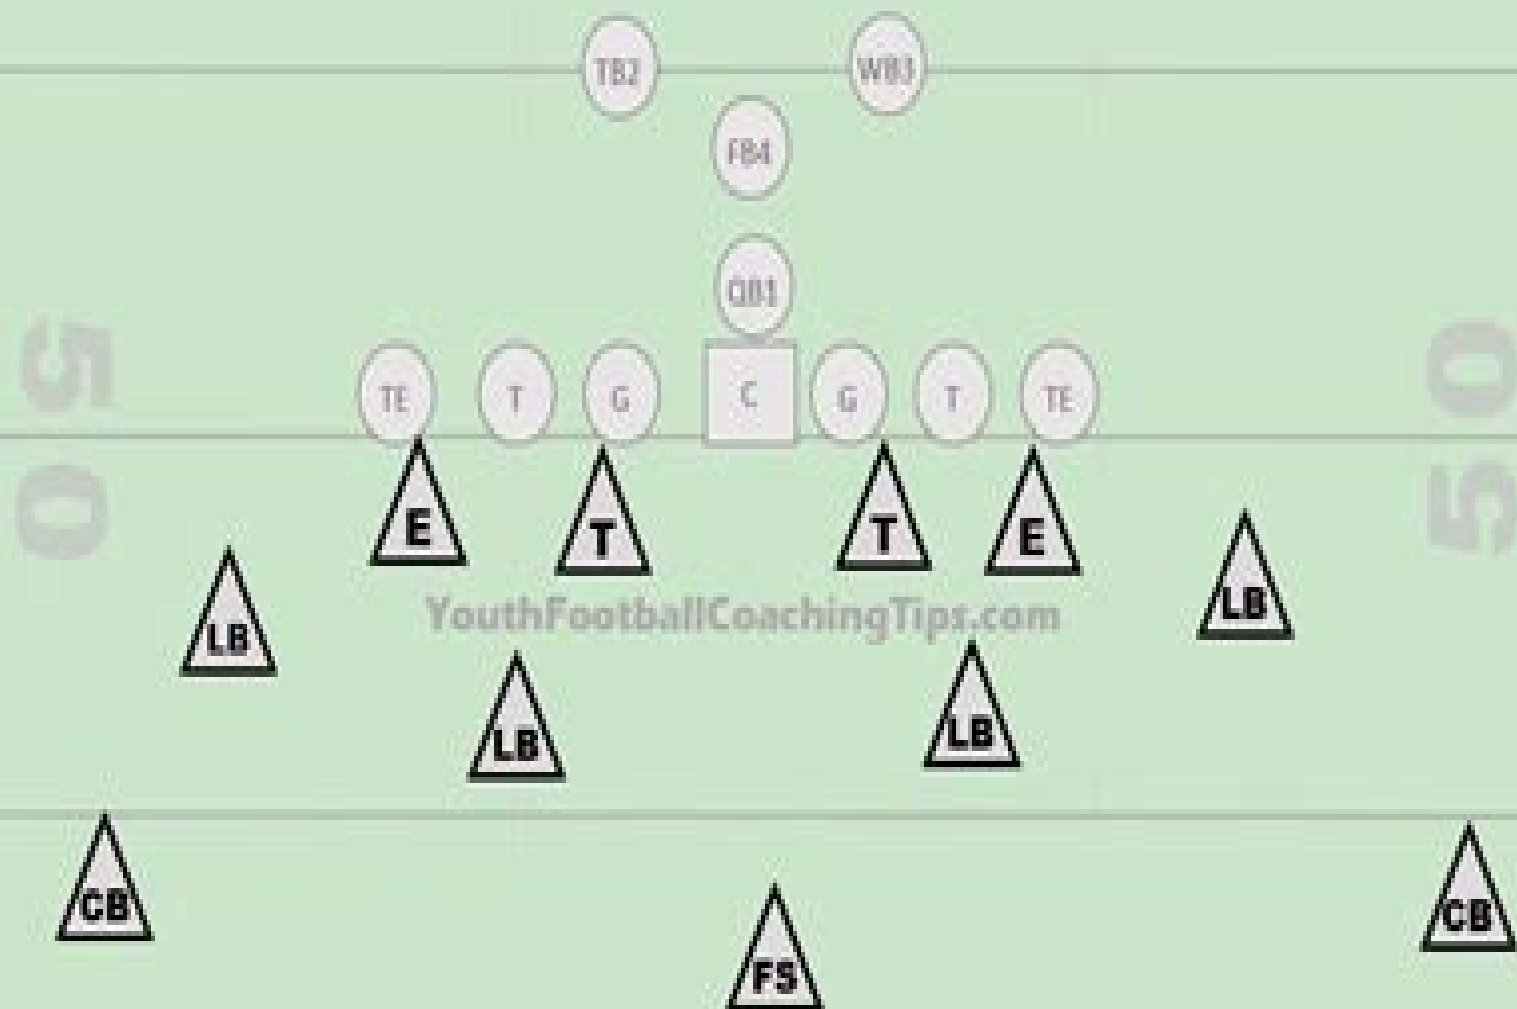 TB2 WB3
FB4
QB1
TE T G C G T TE
50 50
E T T E
LB LB
YouthFootballCoachingTips.com
LB LB
CB CB
FS